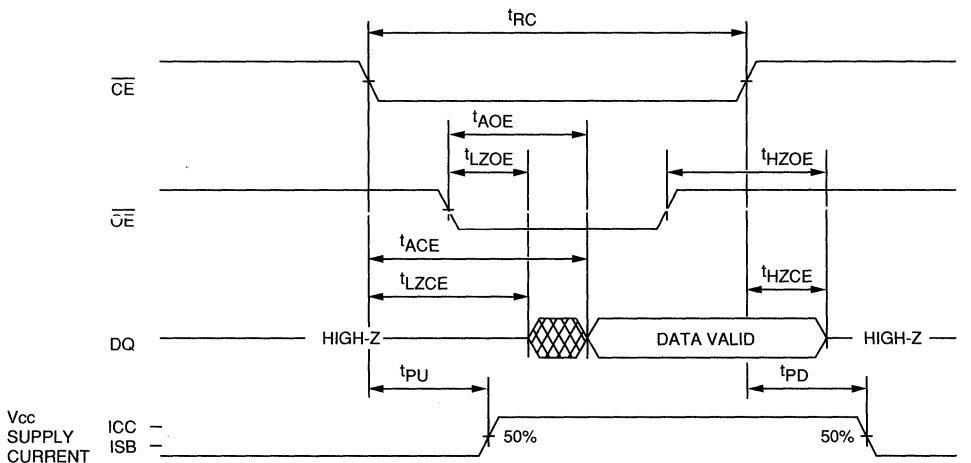 tRC
CE
tAOE
tLZOE
tHZOE
OE
tACE
tLZCE
tHZCE
DQ
HIGH-Z
DATA VALID
HIGH-Z
tPU
tPD
Vcc
SUPPLY
CURRENT
ICC
ISB
50%
50%